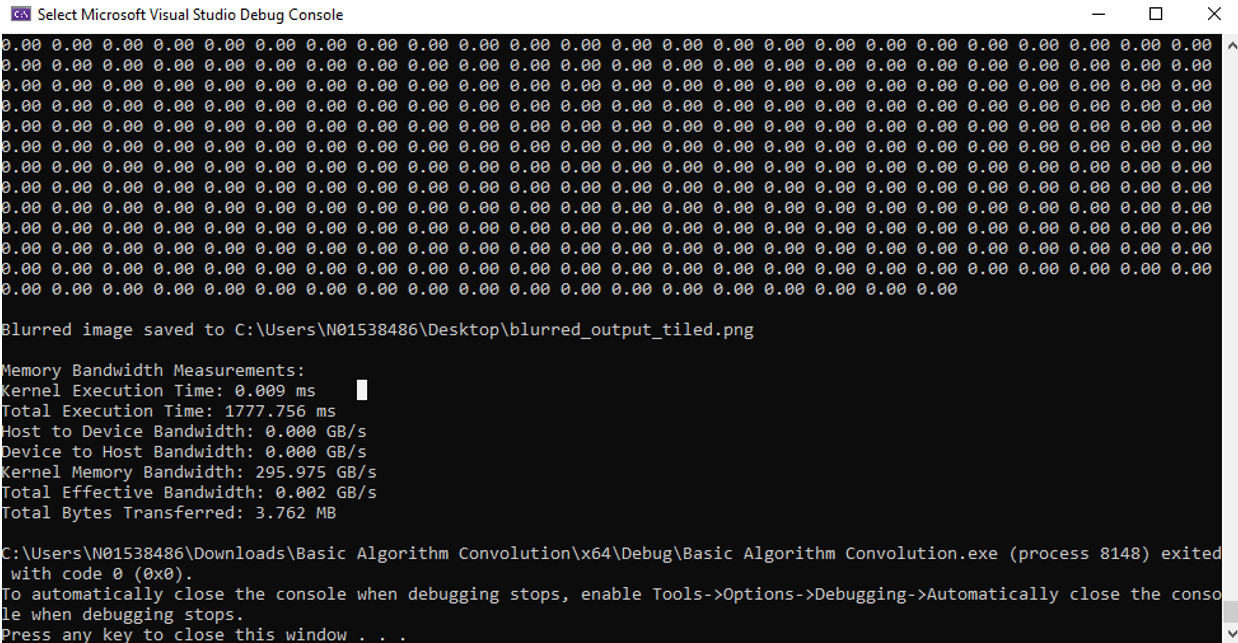 Select Microsoft Visual Studio Debug Console
0.00 0.00 0.00 0.00 0.00 0.00 0.00 0.00 0.00 0.00 0.00 0.00 0.00 0.00 0.00 0.00 0.00 0.00 0.00 0.00 0.00 0.00 0.00 0.00
0.00 0.00 0.00 0.00 0.00 0.00 0.00 0.00 0.00 0.00 0.00 0.00 0.00 0.00 0.00 0.00 0.00 0.00 0.00 0.00 0.00 0.00 0.00 0.00
0.00 0.00 0.00 0.00 0.00 0.00 0.00 0.00 0.00 0.00 0.00 0.00 0.00 0.00 0.00 0.00 0.00 0.00 0.00 0.00 0.00 0.00 0.00 0.00
0.00 0.00 0.00 0.00 0.00 0.00 0.00 0.00 0.00 0.00 0.00 0.00 0.00 0.00 0.00 0.00 0.00 0.00 0.00 0.00 0.00 0.00 0.00 0.00
0.00 0.00 0.00 0.00 0.00 0.00 0.00 0.00 0.00 0.00 0.00 0.00 0.00 0.00 0.00 0.00 0.00 0.00 0.00 0.00 0.00 0.00 0.00 0.00
0.00 0.00 0.00 0.00 0.00 0.00 0.00 0.00 0.00 0.00 0.00 0.00 0.00 0.00 0.00 0.00 0.00 0.00 0.00 0.00 0.00 0.00 0.00 0.00
0.00 0.00 0.00 0.00 0.00 0.00 0.00 0.00 0.00 0.00 0.00 0.00 0.00 0.00 0.00 0.00 0.00 0.00 0.00 0.00 0.00 0.00 0.00 0.00
0.00 0.00 0.00 0.00 0.00 0.00 0.00 0.00 0.00 0.00 0.00 0.00 0.00 0.00 0.00 0.00 0.00 0.00 0.00 0.00 0.00 0.00 0.00 0.00
0.00 0.00 0.00 0.00 0.00 0.00 0.00 0.00 0.00 0.00 0.00 0.00 0.00 0.00 0.00 0.00 0.00 0.00 0.00 0.00 0.00 0.00 0.00 0.00
0.00 0.00 0.00 0.00 0.00 0.00 0.00 0.00 0.00 0.00 0.00 0.00 0.00 0.00 0.00 0.00 0.00 0.00 0.00 0.00 0.00 0.00 0.00 0.00
0.00 0.00 0.00 0.00 0.00 0.00 0.00 0.00 0.00 0.00 0.00 0.00 0.00 0.00 0.00 0.00 0.00 0.00 0.00 0.00 0.00 0.00 0.00 0.00
0.00 0.00 0.00 0.00 0.00 0.00 0.00 0.00 0.00 0.00 0.00 0.00 0.00 0.00 0.00 0.00 0.00 0.00 0.00 0.00 0.00 0.00 0.00 0.00
0.00 0.00 0.00 0.00 0.00 0.00 0.00 0.00 0.00 0.00 0.00 0.00 0.00 0.00 0.00 0.00 0.00 0.00 0.00
Blurred image saved to C:\Users\N01538486\Desktop\blurred_output_tiled.png
Memory Bandwidth Measurements:
Kernel Execution Time: 0.009 ms
Total Execution Time: 1777.756 ms
Host to Device Bandwidth: 0.000 GB/s
Device to Host Bandwidth: 0.000 GB/s
Kernel Memory Bandwidth: 295.975 GB/s
Total Effective Bandwidth: 0.002 GB/s
Total Bytes Transferred: 3.762 MB
C:\Users\N01538486\Downloads\Basic Algorithm Convolution\x64\Debug\Basic Algorithm Convolution.exe (process 8148) exited
with code 0 (0x0).
To automatically close the console when debugging stops, enable Tools->Options->Debugging->Automatically close the conso
le when debugging stops.
Press any key to close this window . . .